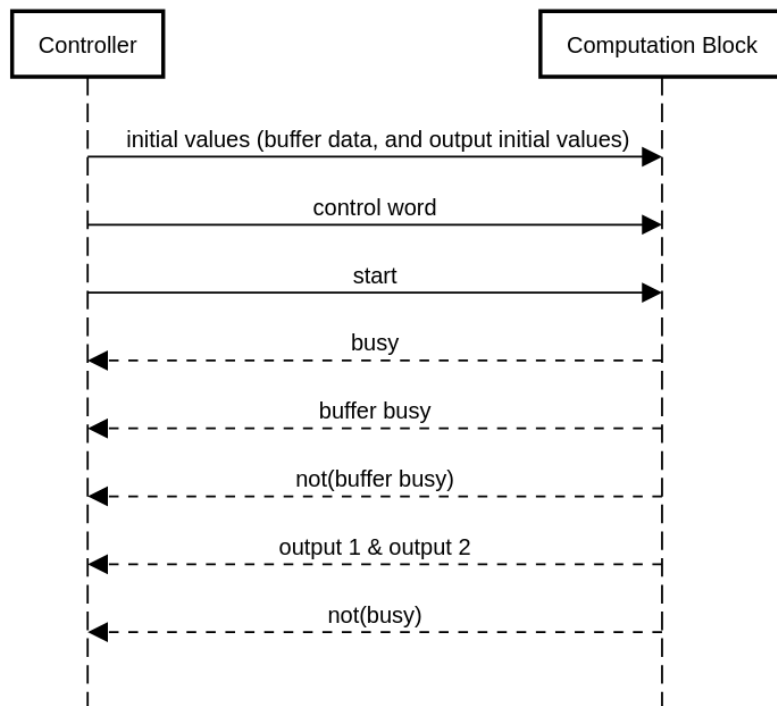 Controller
Computation Block
initial values (buffer data, and output initial values)
control word
start
busy
buffer busy
not(buffer busy)
output 1 & output 2
not(busy)